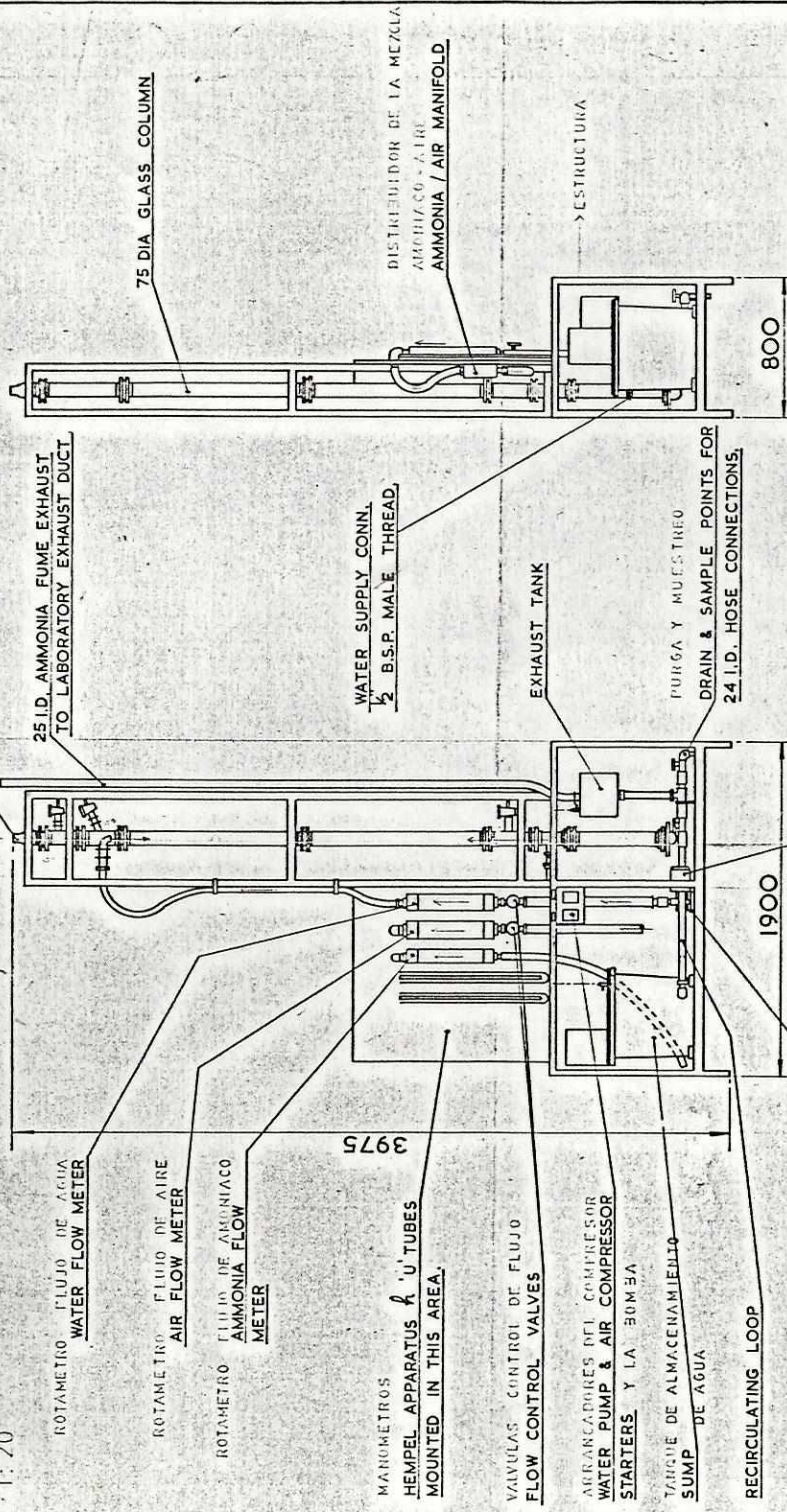 1:20
ROTAMETRO FLUJO DE AGUA
WATER FLOW METER
ROTAMETRO FLUJO DE AIRE
AIR FLOW METER
ROTAMETRO FLUJO DE AMONIACO
AMMONIA FLOW
METER
MANOMETROS
HEMPEL APPARATUS & 'U' TUBES
MOUNTED IN THIS AREA.
VALVULAS CONTROL DE FLUJO
FLOW CONTROL VALVES
ARRANCADORES DEL COMPRESOR
WATER PUMP & AIR COMPRESSOR
STARTERS Y LA BOMBA
TANQUE DE ALMACENAMIENTO
SUMP DE AGUA
RECIRCULATING LOOP
3975
1900
25 I.D. AMMONIA FUME EXHAUST
TO LABORATORY EXHAUST DUCT
WATER SUPPLY CONN.
½" B.S.P. MALE THREAD
EXHAUST TANK
PURGA Y MUESTREO
DRAIN & SAMPLE POINTS FOR
24 I.D. HOSE CONNECTIONS.
75 DIA GLASS COLUMN
DISTRIBUIDOR DE LA MEZCLA
AMONIACO-AIRE
AMMONIA / AIR MANIFOLD
ESTRUCTURA
800